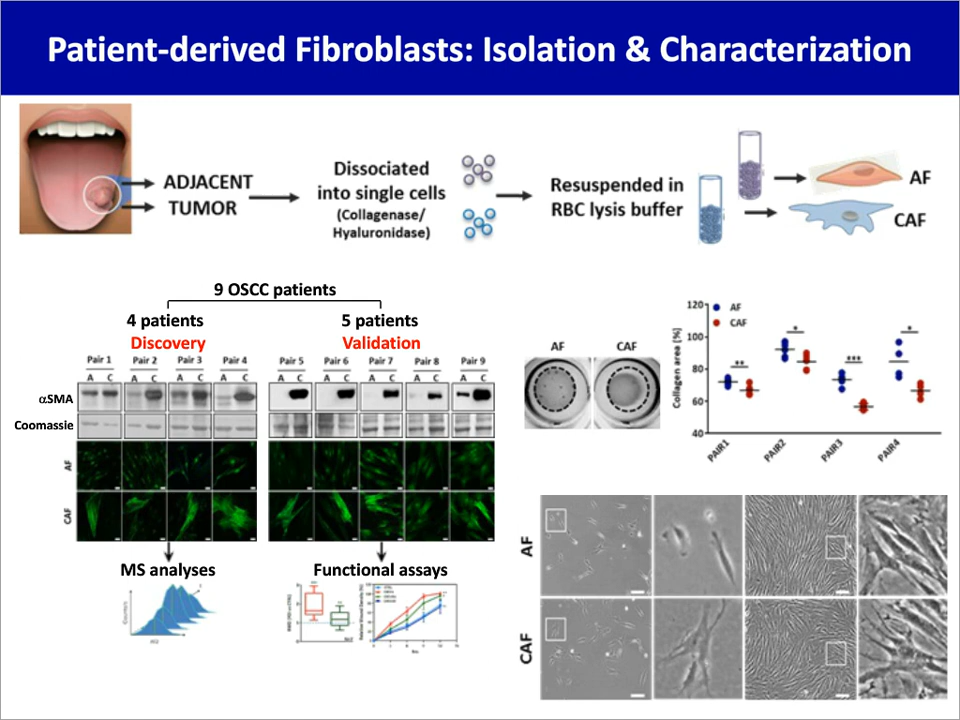 Patient-derived Fibroblasts: Isolation & Characterization
ADJACENT
TUMOR
Dissociated
into single cells
(Collagenase/
Hyaluronidase)
Resuspended in
RBC lysis buffer
AF
CAF
9 OSCC patients
4 patients
Discovery
5 patients
Validation
Pair 1 Pair 2 Pair 3 Pair 4
A C A C A C A C
Pair 5 Pair 6 Pair 7 Pair 8 Pair 9
A C A C A C A C A C
αSMA
Coomassie
AF
CAF
MS analyses
Functional assays
AF CAF
AF
CAF
Collagen area [%]
120
100
80
60
40
**
*
***
*
PAIR1 PAIR2 PAIR3 PAIR4
AF
CAF